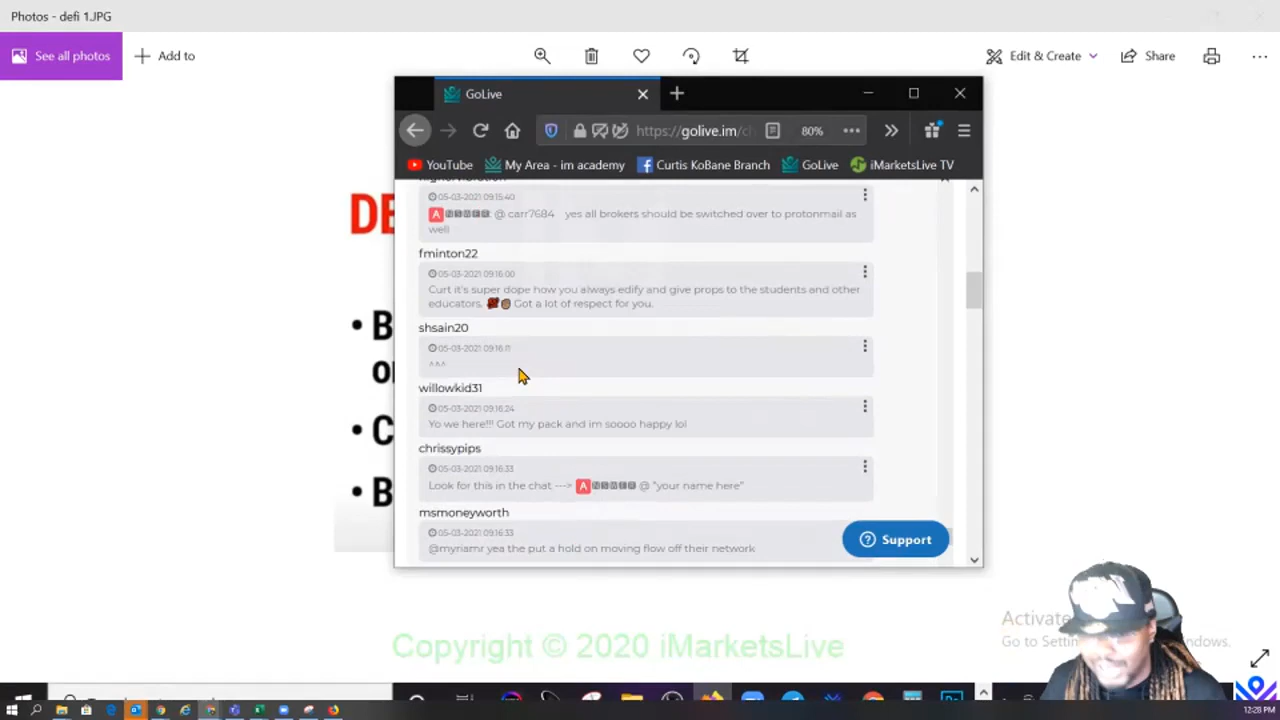 Photos - defi 1.JPG
See all photos
Add to
Edit & Create
Share
GoLive
https://golive.im/c
80%
YouTube
My Area - im academy
Curtis KoBane Branch
GoLive
iMarketsLive TV
DE
• B
• C
• B
05-03-2021 09:15:40
@ carr7684 yes all brokers should be switched over to protonmail as
well
fminton22
05-03-2021 09:16:00
Curt it's super dope how you always edify and give props to the students and other
educators. Got a lot of respect for you.
shsain20
05-03-2021 09:16:11
^^^
willowkid31
05-03-2021 09:16:24
Yo we here!!! Got my pack and im soooo happy lol
chrissypips
05-03-2021 09:16:33
Look for this in the chat ---> 🅰🅽🆂🆆🅴🆁 @ "your name here"
msmoneyworth
05-03-2021 09:16:33
@myriamr yea the put a hold on moving flow off their network
Support
Activate
Go to Setti
ndows.
Copyright © 2020 iMarketsLive
12:28 PM